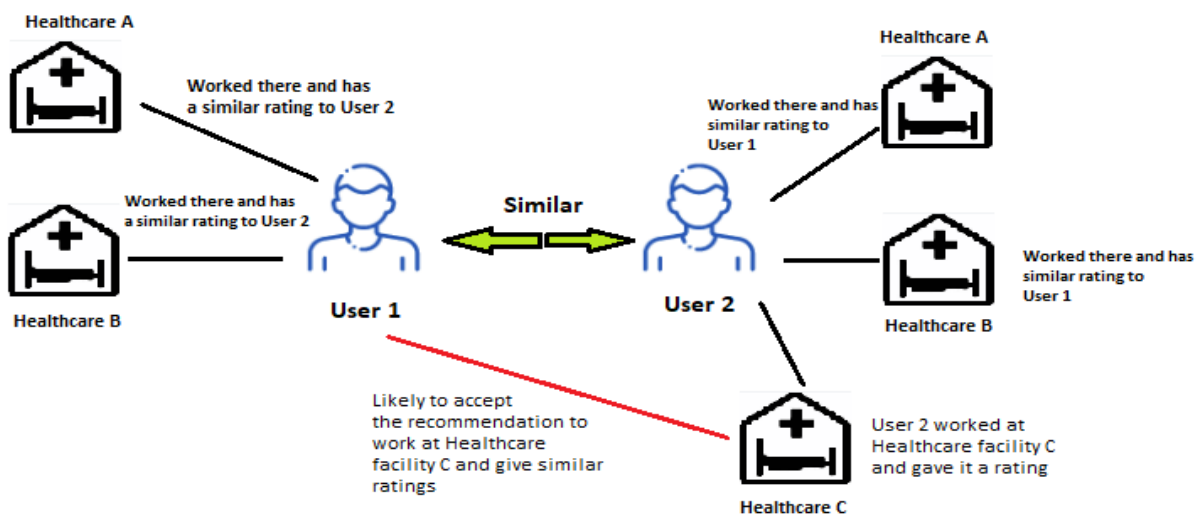 Healthcare A
Worked there and has
a similar rating to User 2
Worked there and has
a similar rating to User 2
Healthcare B
User 1
Similar
User 2
Healthcare A
Worked there and has
similar rating to
User 1
Worked there and has
similar rating to
User 1
Healthcare B
Likely to accept
the recommendation to
work at Healthcare
facility C and give similar
ratings
User 2 worked at
Healthcare facility C
and gave it a rating
Healthcare C